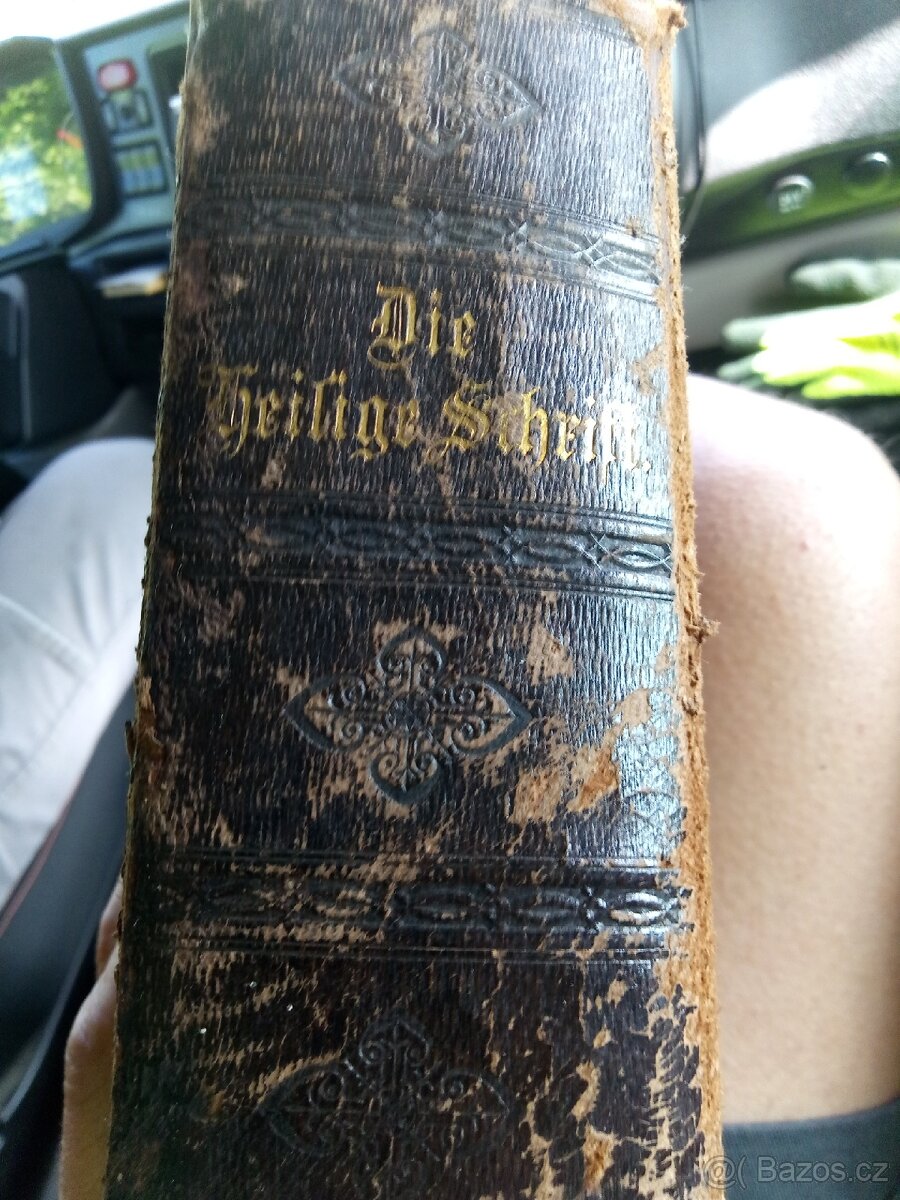 Die
Heilige Schrift.
@( Bazos.cz